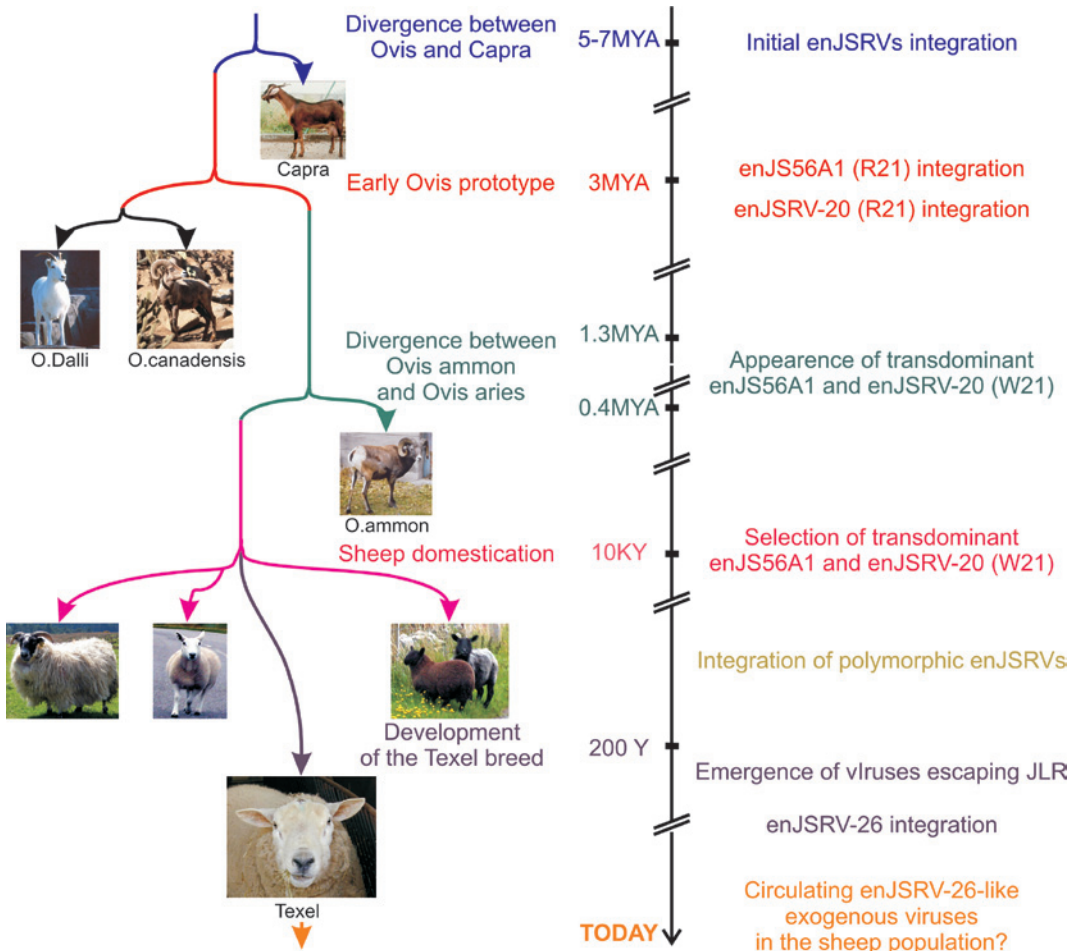 Divergence between
Ovis and Capra
5-7MYA
Initial enJSRVs integration
Capra
Early Ovis prototype
3MYA
enJS56A1 (R21) integration
enJSRV-20 (R21) integration
O.Dalli
O.canadensis
Divergence between
Ovis ammon
and Ovis aries
1.3MYA
0.4MYA
Appearence of transdominant
enJS56A1 and enJSRV-20 (W21)
O.ammon
Sheep domestication
10KY
Selection of transdominant
enJS56A1 and enJSRV-20 (W21)
Integration of polymorphic enJSRVs
Development
of the Texel breed
200 Y
Emergence of vIruses escaping JLR
enJSRV-26 integration
Texel
TODAY
Circulating enJSRV-26-like
exogenous viruses
in the sheep population?